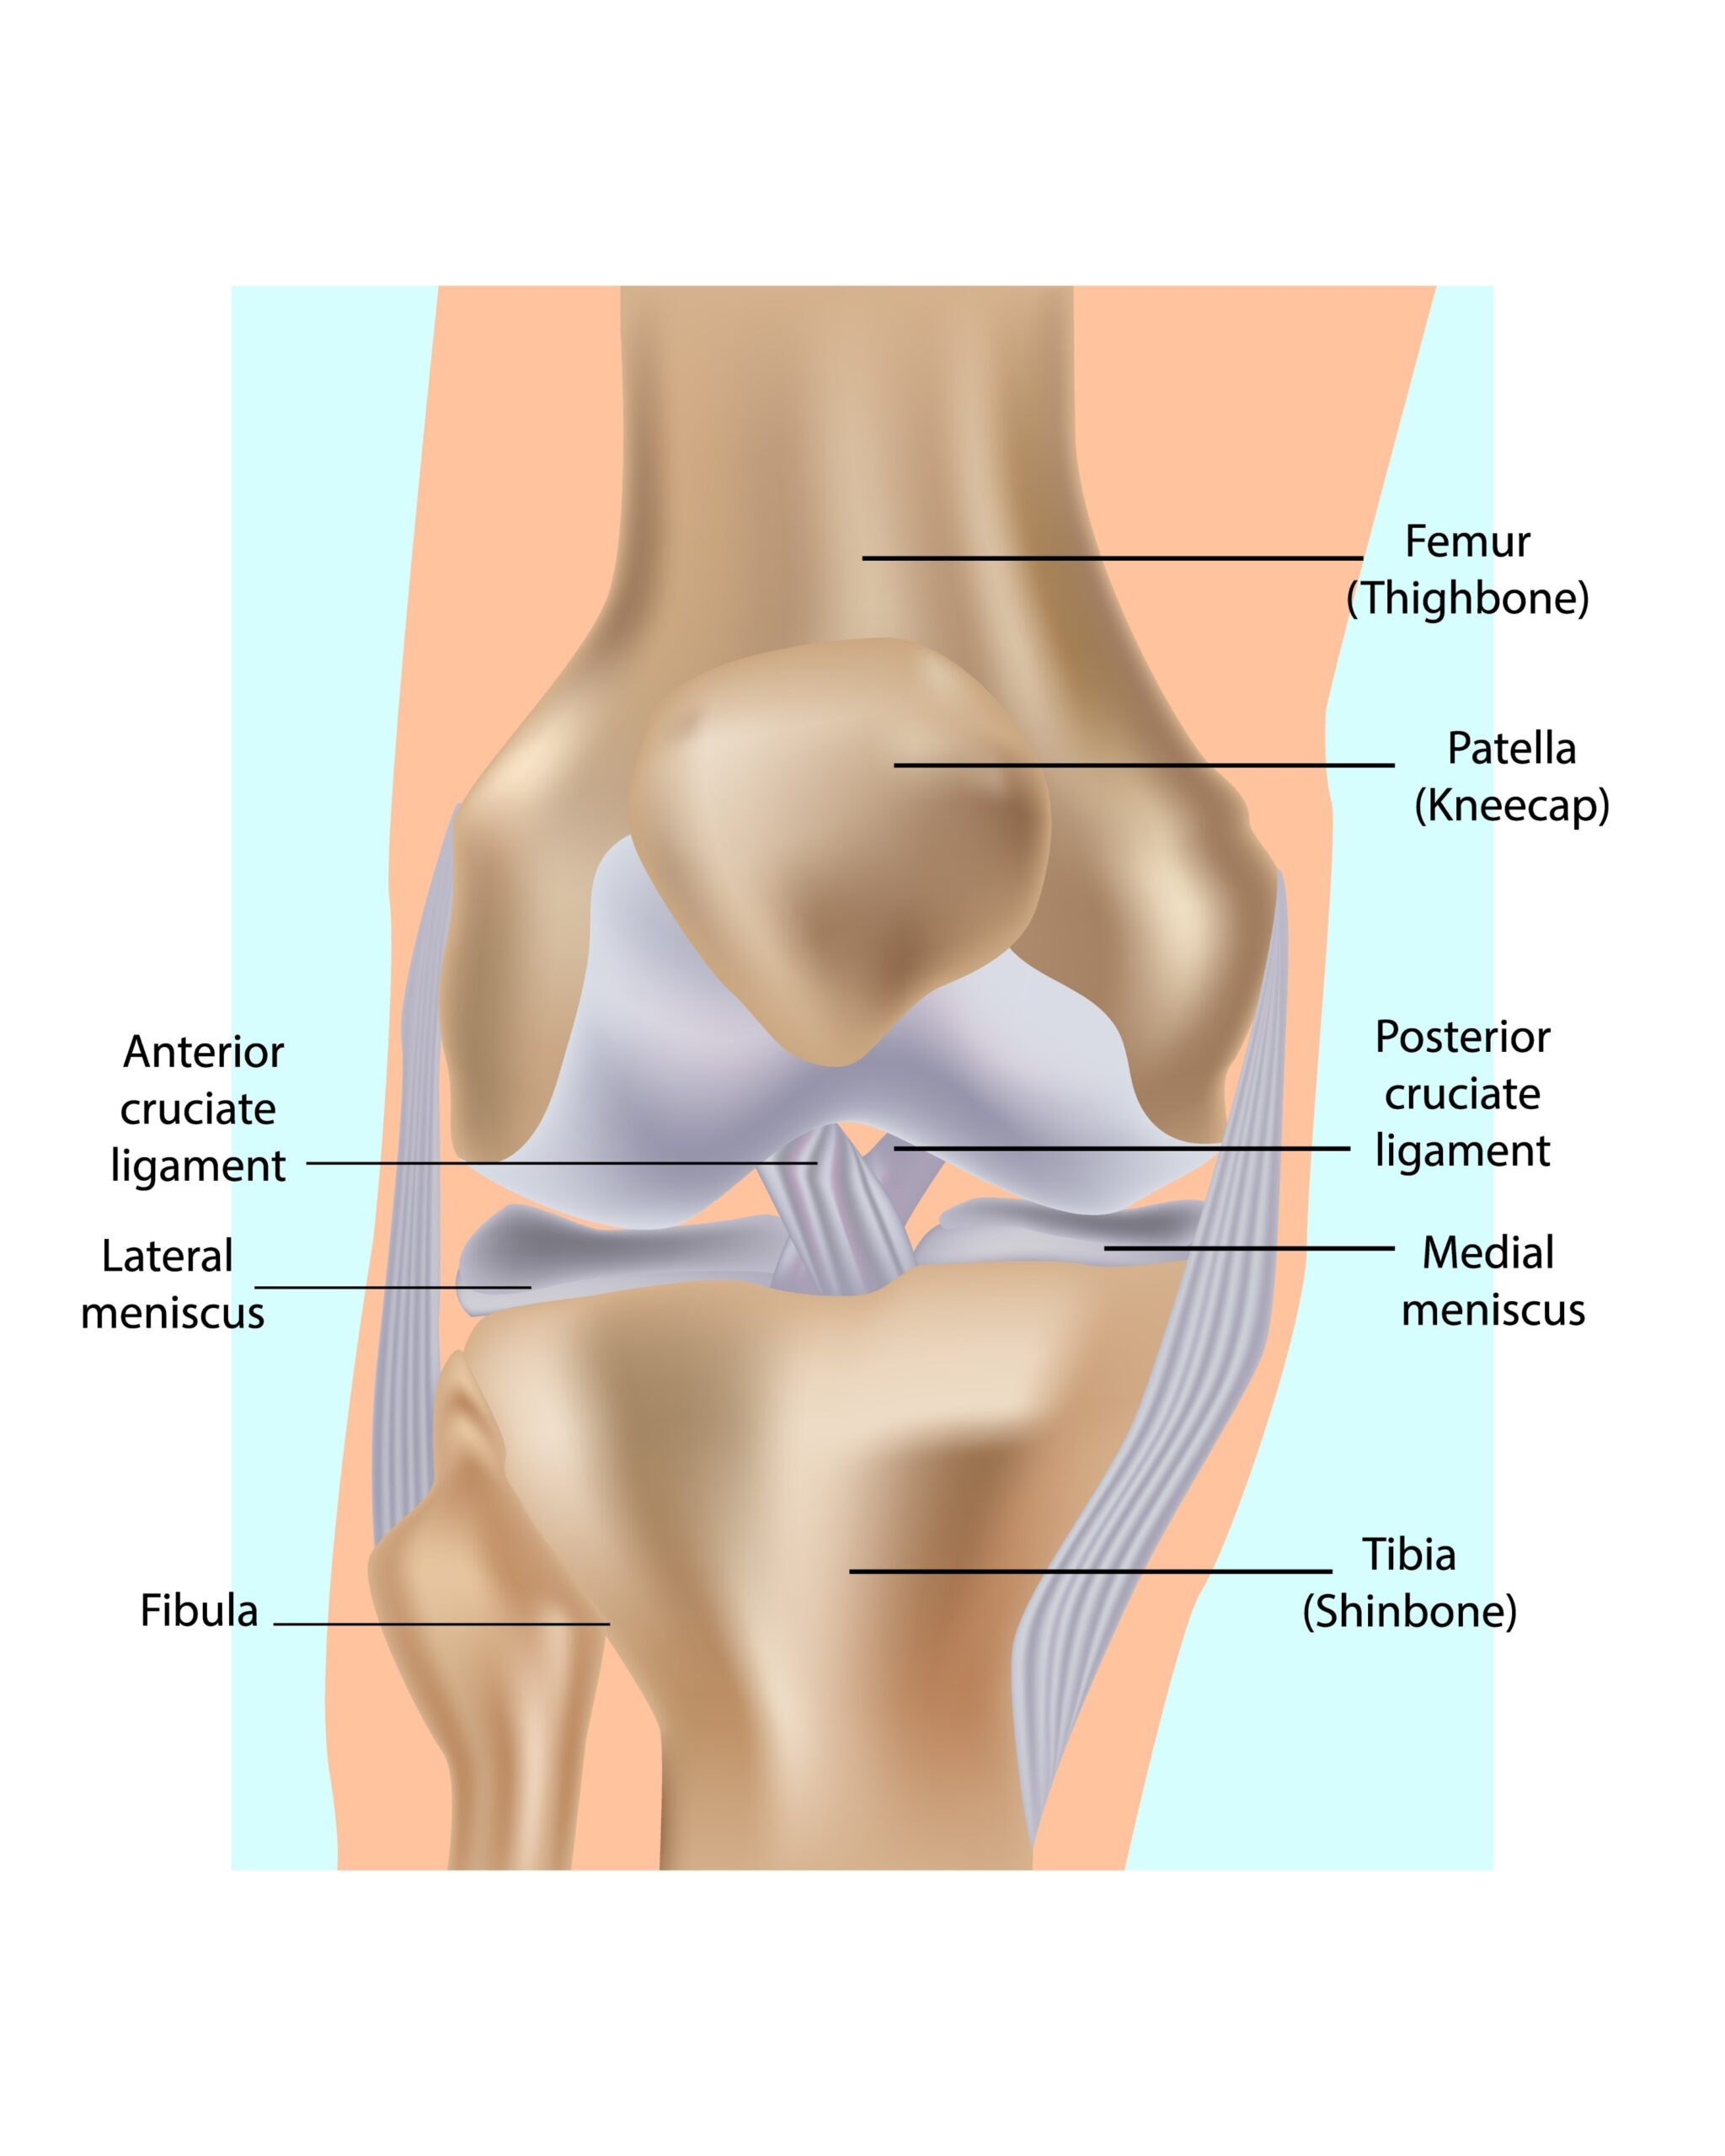 Femur
(Thighbone)
Patella
(Kneecap)
Anterior
cruciate
ligament
Posterior
cruciate
ligament
Lateral
meniscus
Medial
meniscus
Fibula
Tibia
(Shinbone)